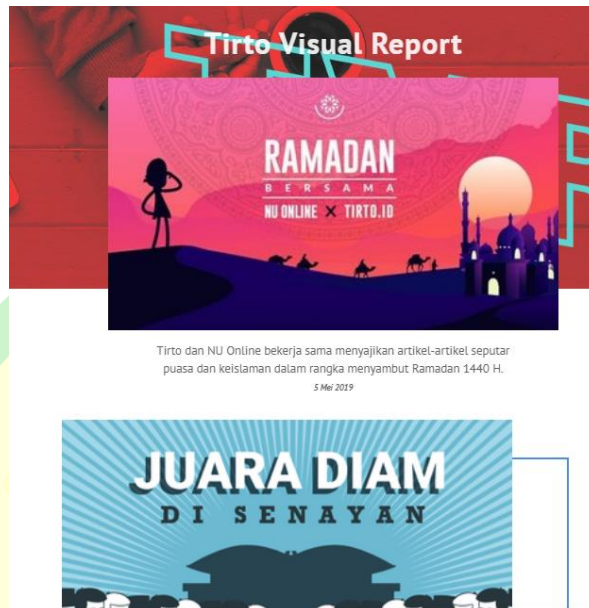 Tirto Visual Report
RAMADAN
BERSAMA
NU ONLINE X TIRTO.ID
Tirto dan NU Online bekerja sama menyajikan artikel-artikel seputar
puasa dan keislaman dalam rangka menyambut Ramadan 1440 H.
5 Mei 2019
JUARA DIAM
DI SENAYAN